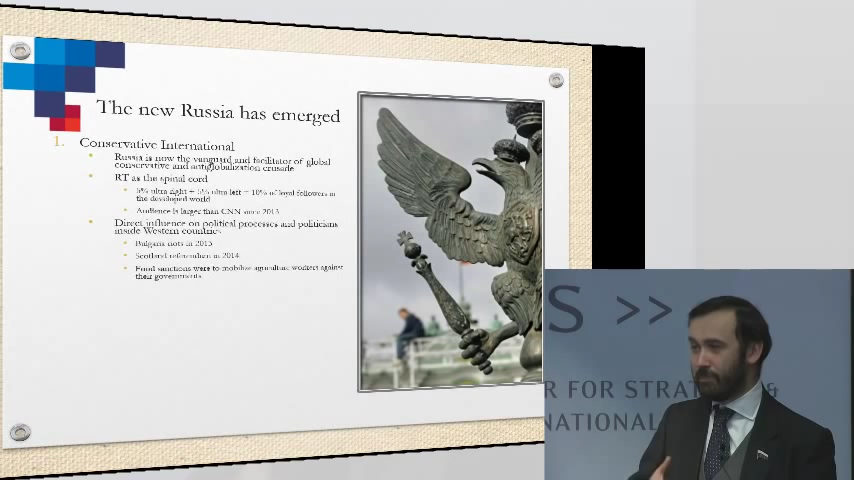 The new Russia has emerged
1. Conservative International
• Russia is now the vanguard and facilitator of global
conservative and antiglobalization crusade
• RT as the spinal cord
• 5% ultra right + 5% ultra left = 10% of loyal followers in
the developed world
• Audience is larger than CNN since 2013
• Direct influence on political processes and politicians
inside Western countries
• Bulgaria riots in 2013
• Scotland referendum in 2014
• Food sanctions were to mobilize agriculture workers against
their governments
S >>
R FOR STRAT &
NATIONAL